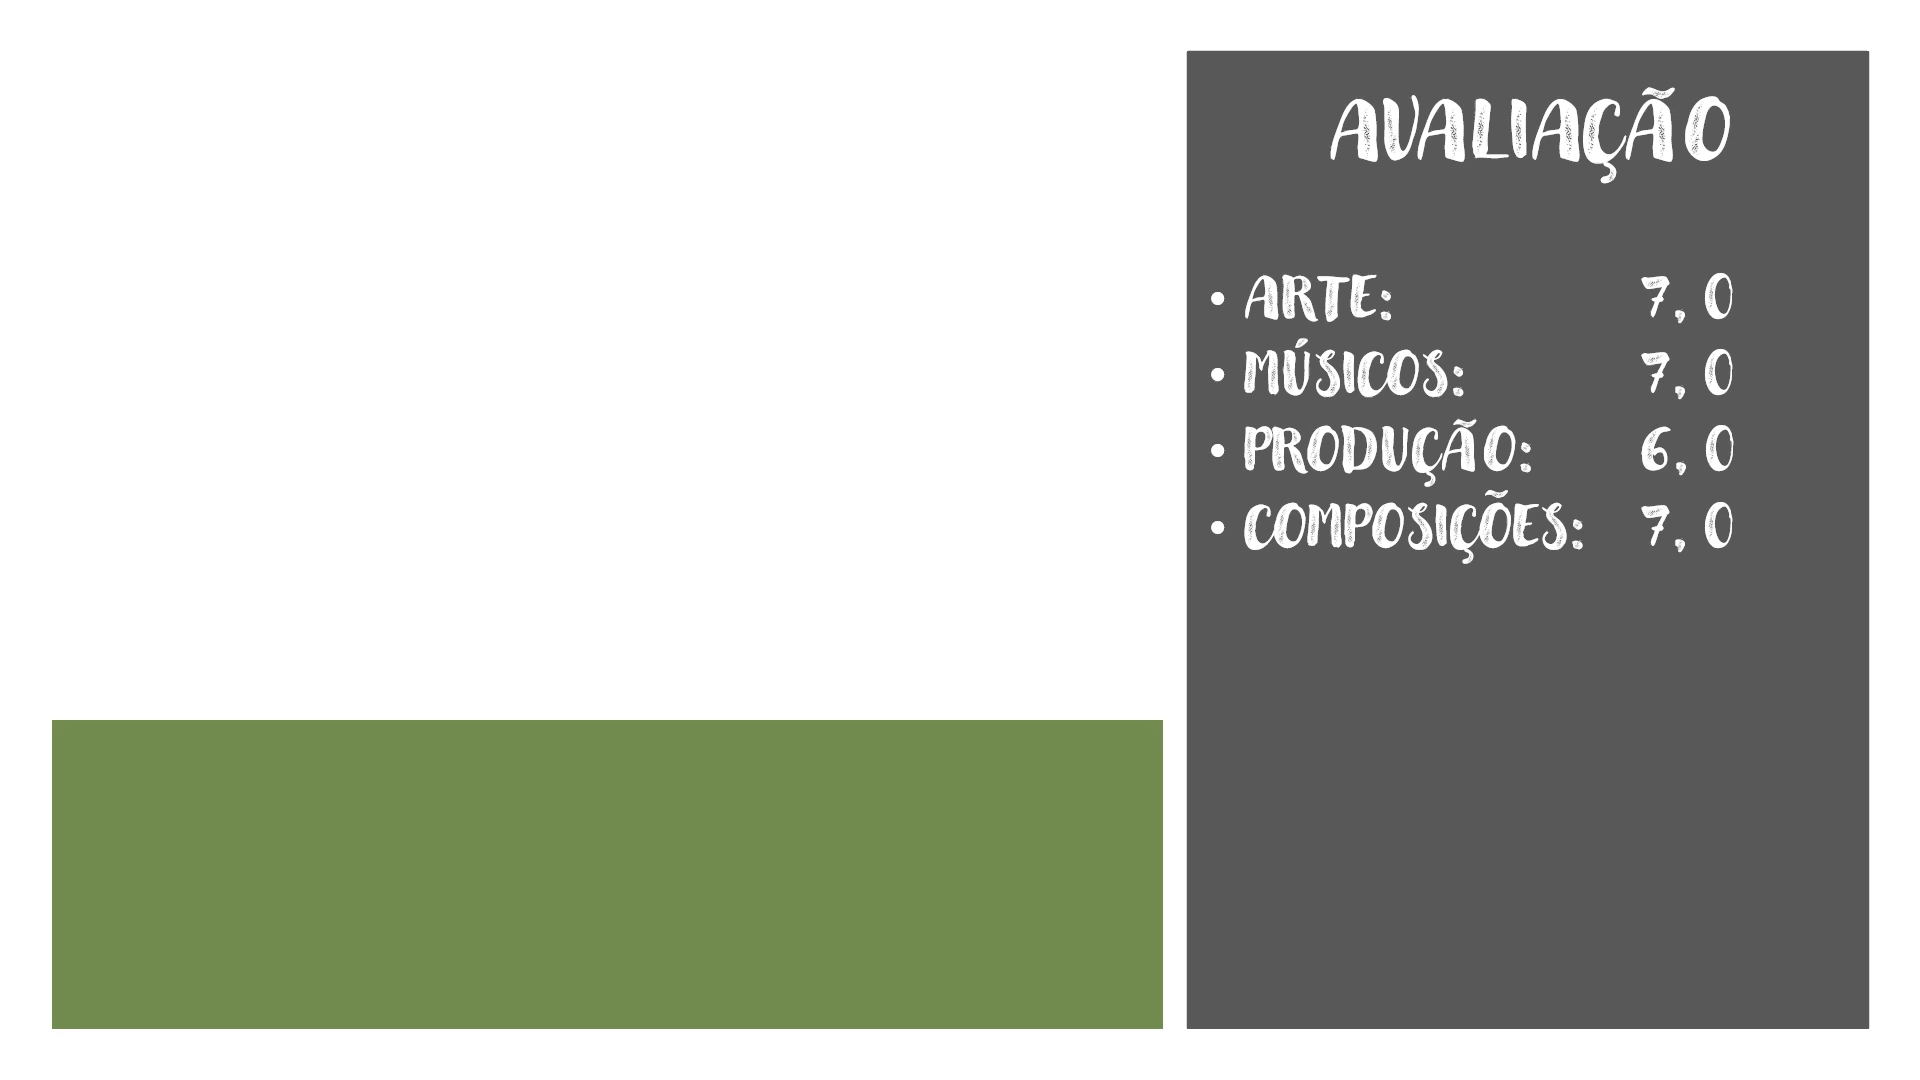 AVALIAÇÃO
• ARTE: 7, 0
• MÚSICOS: 7, 0
• PRODUÇÃO: 6, 0
• COMPOSIÇÕES: 7, 0